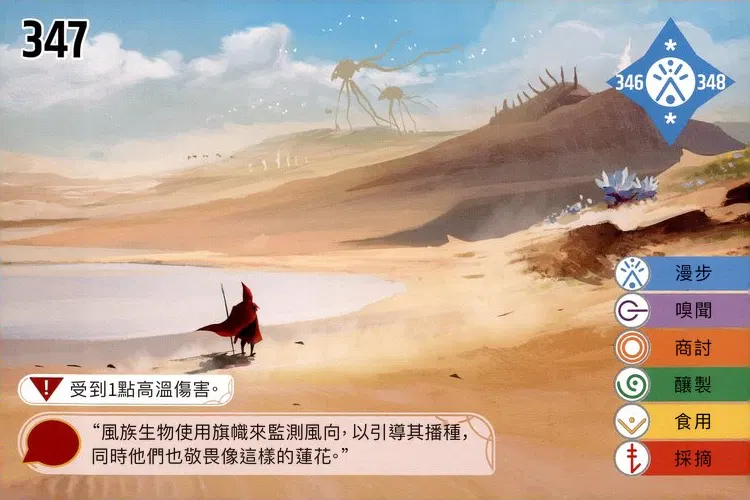 347
*
346 348
*
漫步
嗅聞
商討
釀製
食用
採摘
! 受到1點高溫傷害。
“風族生物使用旗幟來監測風向，以引導其播種，
同時他們也敬畏像這樣的蓮花。”